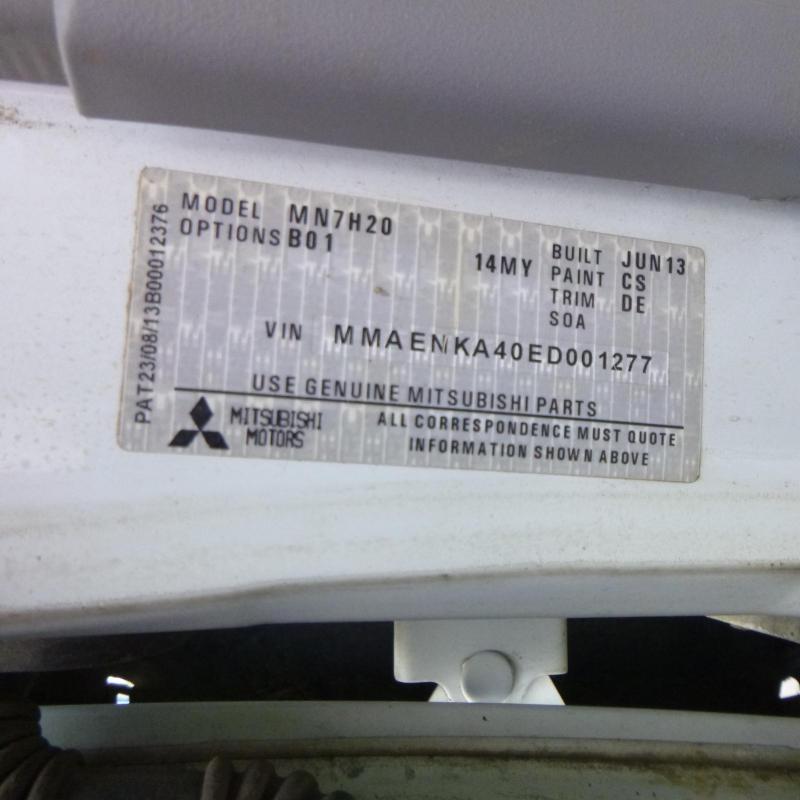 MODEL MN7H20
OPTIONS B01
14MY
BUILT JUN13
PAINT CS
TRIM DE
SOA
VIN MMAENKA40ED001277
USE GENUINE MITSUBISHI PARTS
MITSUBISHI
MOTORS
ALL CORRESPONDENCE MUST QUOTE
INFORMATION SHOWN ABOVE
PAT23/08/13B00012376